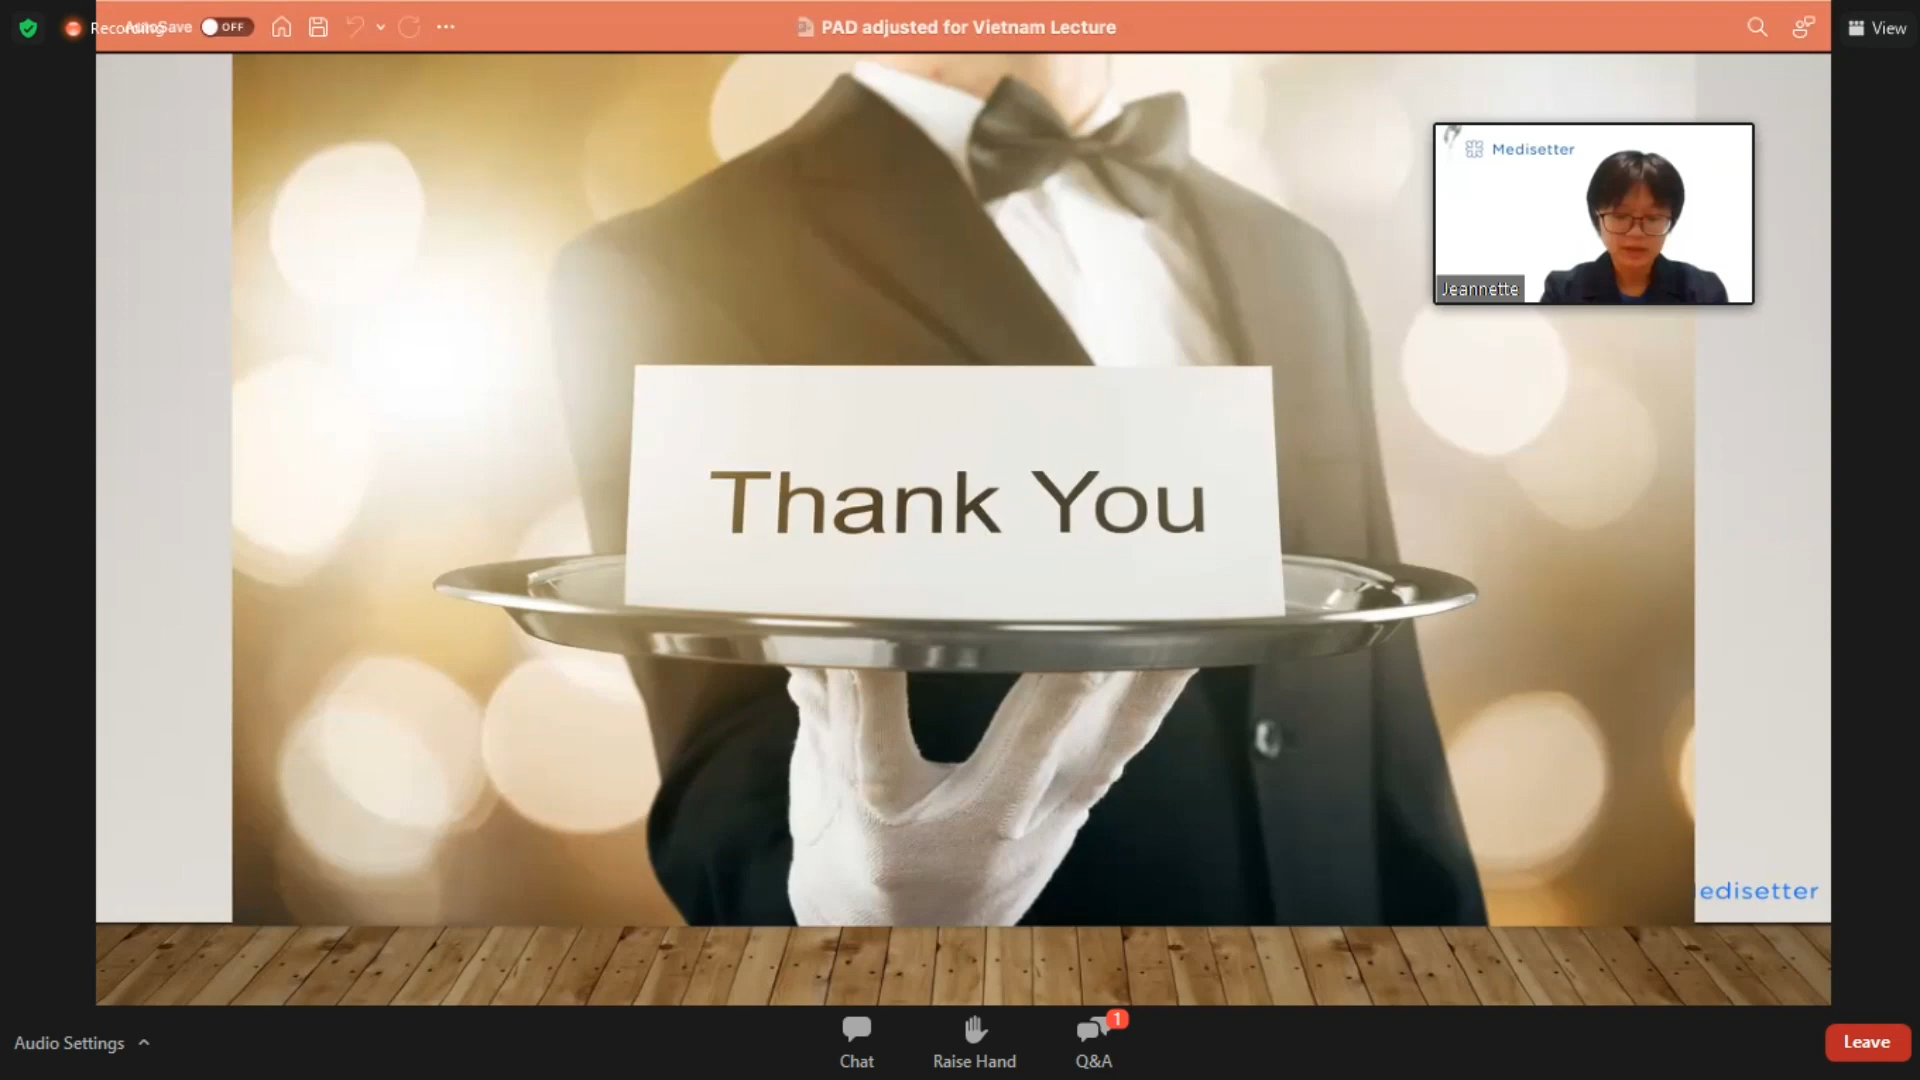 Recording
AutoSave
OFF
PAD adjusted for Vietnam Lecture
View
Medisetter
Jeannette
Thank You
edisetter
Audio Settings
Chat
Raise Hand
1
Q&A
Leave